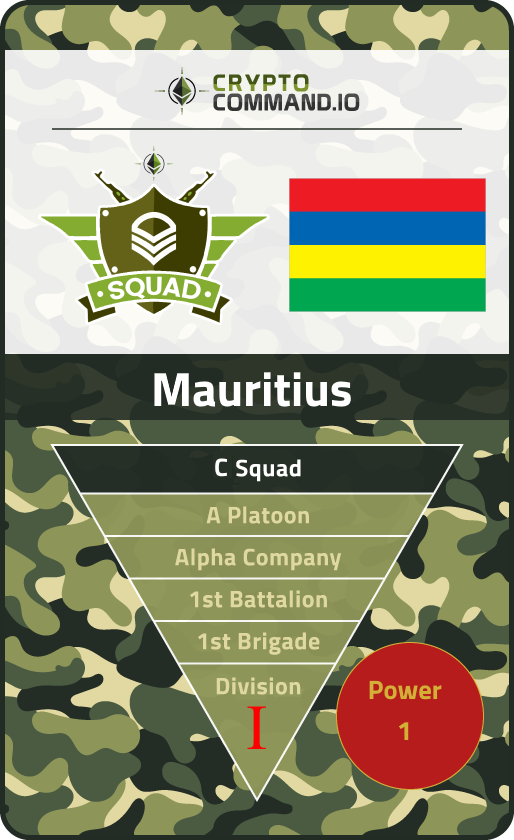 CRYPTO
COMMAND.IO
SQUAD
Mauritius
C Squad
A Platoon
Alpha Company
1st Battalion
1st Brigade
Division
I
Power
1